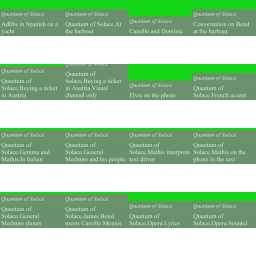 Quantum of Solace
Adlibs in Spanish on a
yacht
Quantum of Solace
Quantum of Solace.At
the harbour
Quantum of Solace
Camille and Dominic
Quantum of Solace
Conversation on Bond
at the harbour
Quantum of Solace
Quantum of
Solace.Buying a ticket
in Austria
Quantum of Solace
Quantum of
Solace.Buying a ticket
in Austria Visual
channel only
Quantum of Solace
Elvis on the phone
Quantum of Solace
Quantum of
Solace.French accent
Quantum of Solace
Quantum of
Solace.Gemma and
Mathis.In Italian
Quantum of Solace
Quantum of
Solace.General
Medrano and his people
Quantum of Solace
Quantum of
Solace.Mathis interprets
taxi driver
Quantum of Solace
Quantum of
Solace.Mathis on the
phone in the taxi
Quantum of Solace
Quantum of
Solace.General
Medrano shouts
Quantum of Solace
Quantum of
Solace.James Bond
meets Camille Montes
Quantum of Solace
Quantum of
Solace.Opera.Lyrics
Quantum of Solace
Quantum of